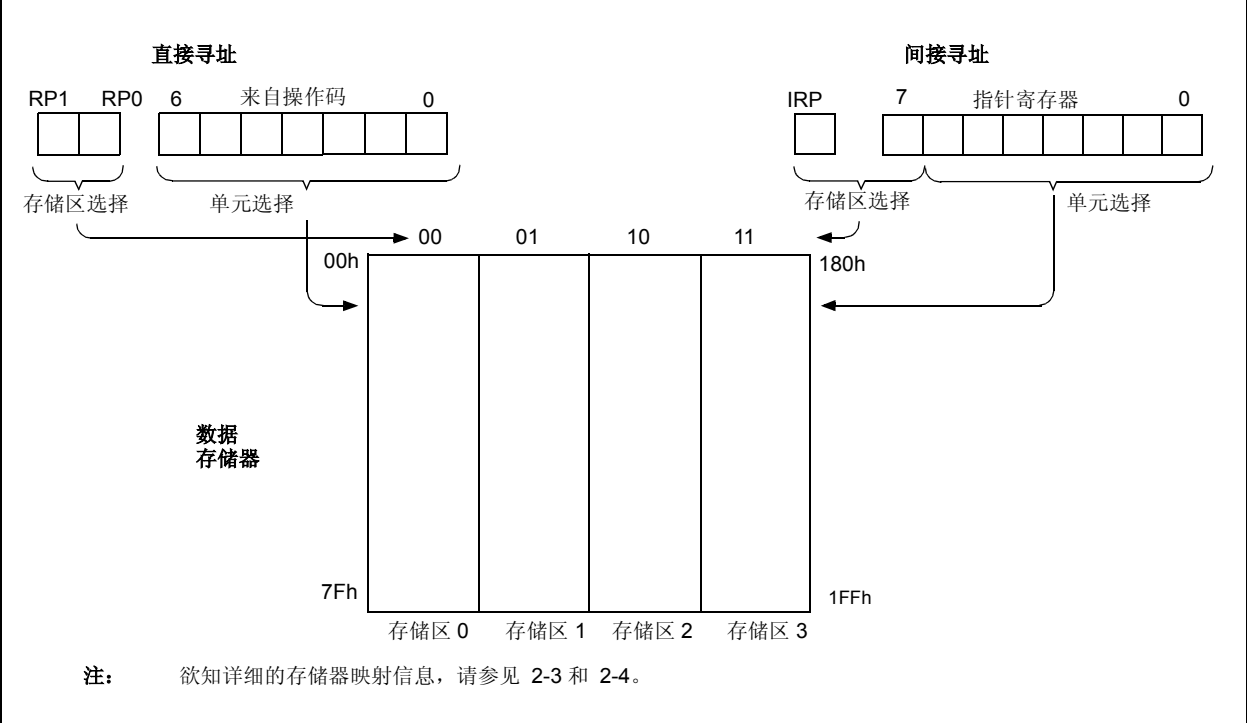 直接寻址
间接寻址
RP1 RP0 6 来自操作码 0
IRP 7 指针寄存器 0
存储区选择 单元选择
存储区选择 单元选择
00 01 10 11
00h 180h
数据
存储器
7Fh 1FFh
存储区 0 存储区 1 存储区 2 存储区 3
注: 欲知详细的存储器映射信息，请参见 2-3 和 2-4。